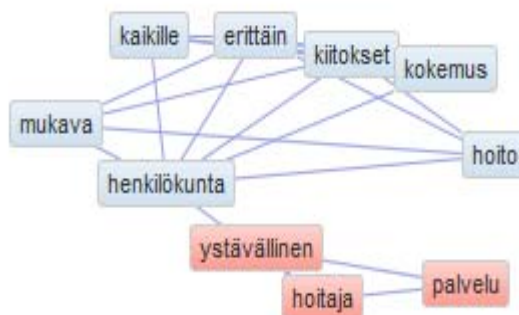 kaikille
erittäin
kiitokset
kokemus
mukava
hoito
henkilökunta
ystävällinen
palvelu
hoitaja